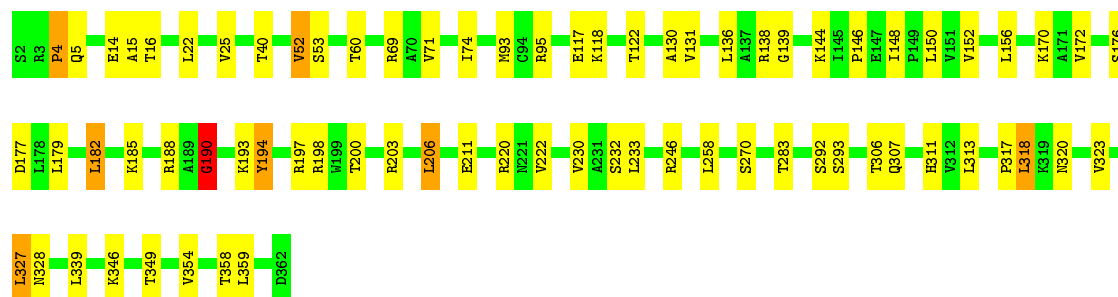 S2 R3 P4 Q5 E14 A15 T16 L22 V25 T40 V52 S53 T60 R69 A70 V71 I74 M93 C94 R95 E117 K118 T122 A130 V131 L136 A137 R138 G139 K144 I145 P146 E147 I148 P149 L150 V151 V152 L156 K170 A171 V172 S176
D177 L178 L179 L182 K185 R188 A189 G190 K193 Y194 R197 R198 W199 T200 R203 L206 E211 R220 N221 V222 V230 A231 S232 L233 R246 L258 S270 T283 S292 S293 T306 Q307 H311 V312 L313 P317 L318 K319 N320 V323
L327 N328 L339 K346 T349 V354 T358 L359 D362